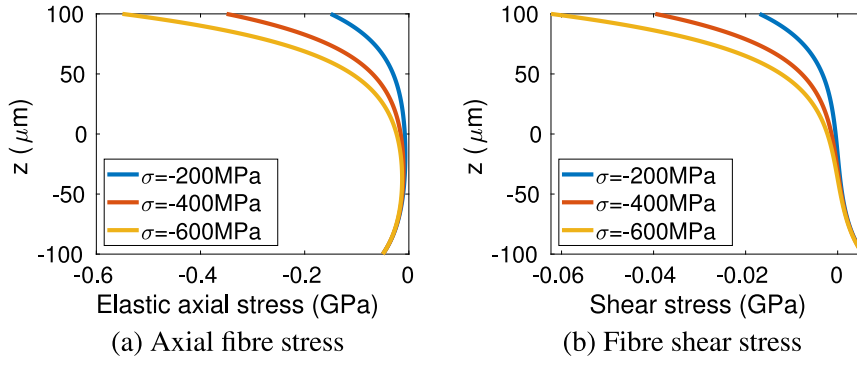 100
50
0
-50
-100
z ( μm)
σ=-200MPa
σ=-400MPa
σ=-600MPa
-0.6 -0.4 -0.2 0
Elastic axial stress (GPa)
(a) Axial fibre stress
100
50
0
-50
-100
z ( μm)
σ=-200MPa
σ=-400MPa
σ=-600MPa
-0.06 -0.04 -0.02 0
Shear stress (GPa)
(b) Fibre shear stress